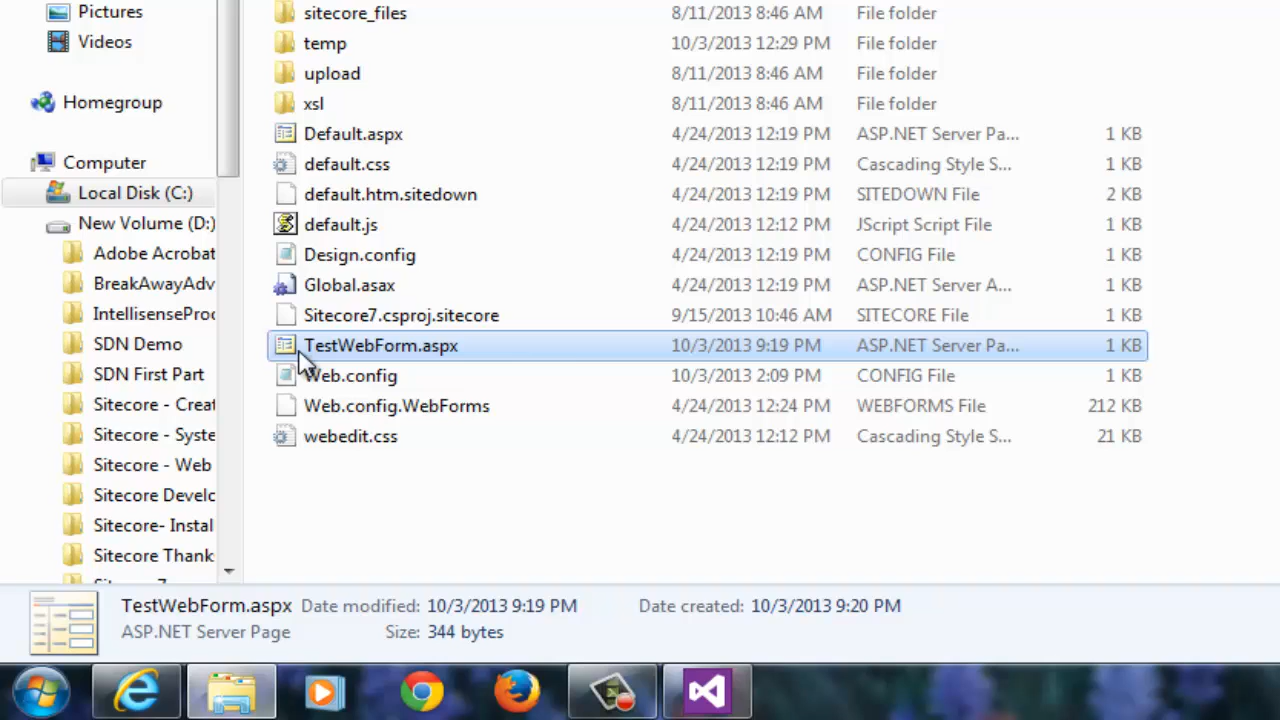 Pictures
Videos
Homegroup
Computer
Local Disk (C:)
New Volume (D:)
Adobe Acrobat
BreakAwayAdv
IntellisensePro
SDN Demo
SDN First Part
Sitecore - Creat
Sitecore - Syste
Sitecore - Web
Sitecore Develo
Sitecore- Instal
Sitecore Thank
sitecore_files 8/11/2013 8:46 AM File folder
temp 10/3/2013 12:29 PM File folder
upload 8/11/2013 8:46 AM File folder
xsl 8/11/2013 8:46 AM File folder
Default.aspx 4/24/2013 12:19 PM ASP.NET Server Pa... 1 KB
default.css 4/24/2013 12:19 PM Cascading Style S... 1 KB
default.htm.sitedown 4/24/2013 12:19 PM SITEDOWN File 2 KB
default.js 4/24/2013 12:12 PM JScript Script File 1 KB
Design.config 4/24/2013 12:19 PM CONFIG File 1 KB
Global.asax 4/24/2013 12:19 PM ASP.NET Server A... 1 KB
Sitecore7.csproj.sitecore 9/15/2013 10:46 AM SITECORE File 1 KB
TestWebForm.aspx 10/3/2013 9:19 PM ASP.NET Server Pa... 1 KB
Web.config 10/3/2013 2:09 PM CONFIG File 1 KB
Web.config.WebForms 4/24/2013 12:24 PM WEBFORMS File 212 KB
webedit.css 4/24/2013 12:12 PM Cascading Style S... 21 KB
TestWebForm.aspx Date modified: 10/3/2013 9:19 PM Date created: 10/3/2013 9:20 PM
ASP.NET Server Page Size: 344 bytes